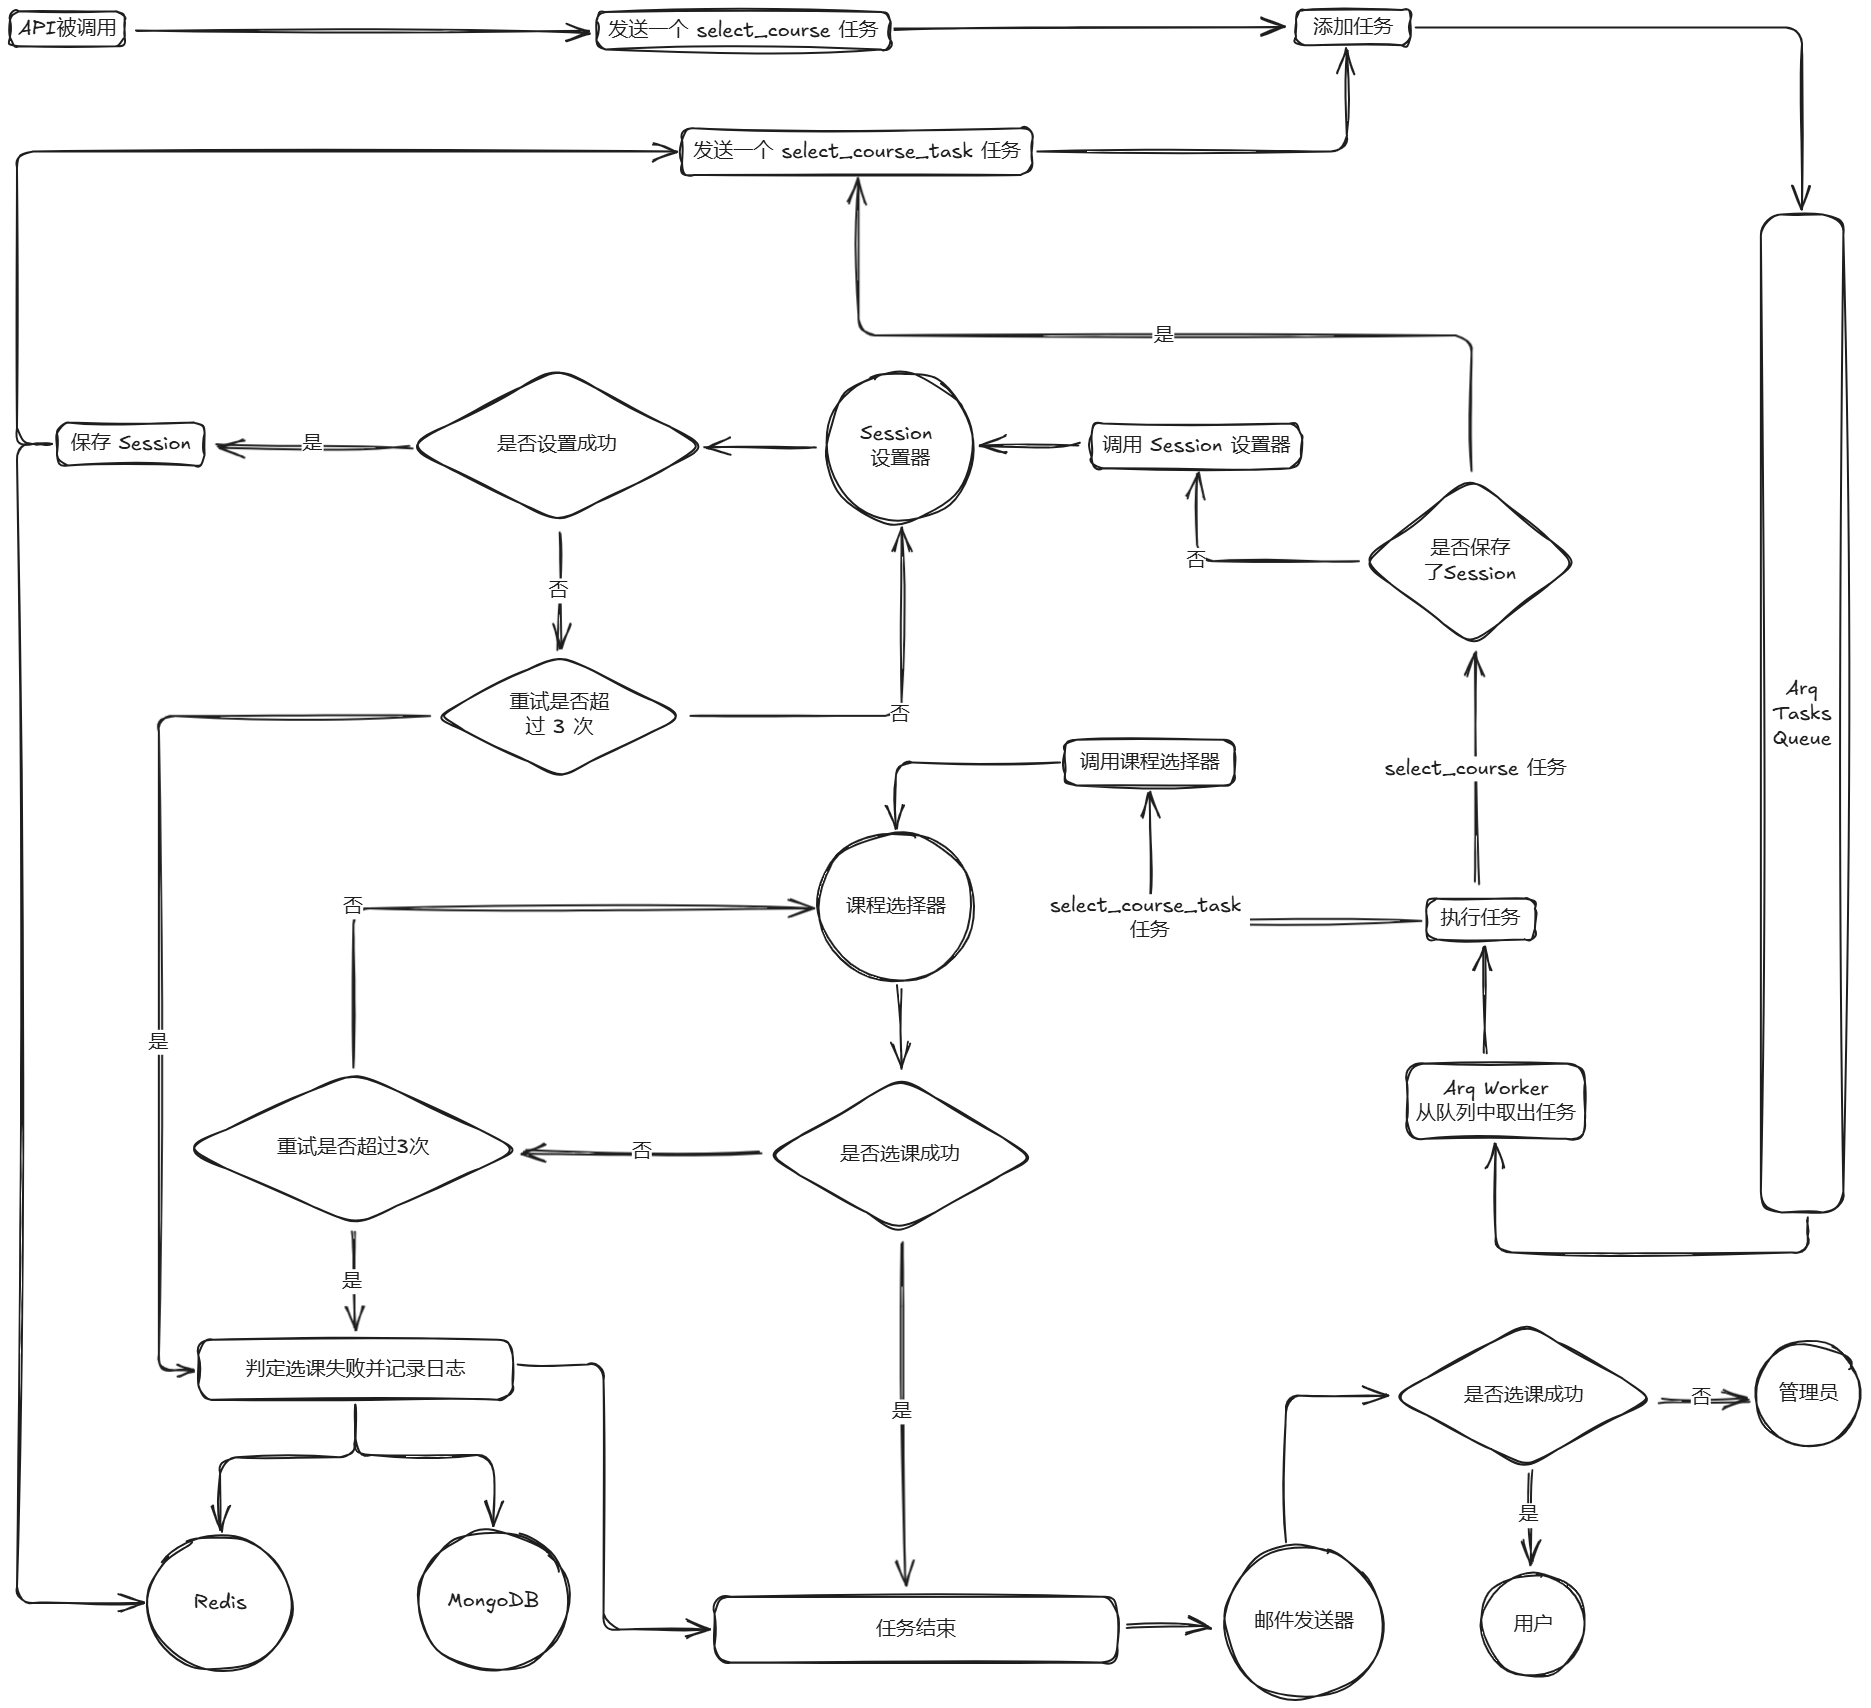 API被调用
发送一个 select_course 任务
添加任务
发送一个 select_course_task 任务
是
保存 Session
是
是否设置成功
Session
设置器
调用 Session 设置器
否
是否保存
了Session
否
重试是否超
过 3 次
否
Arq
Tasks
Queue
调用课程选择器
select_course 任务
否
课程选择器
select_course_task
任务
执行任务
是
Arq Worker
从队列中取出任务
重试是否超过3次
否
是否选课成功
是
判定选课失败并记录日志
是
是否选课成功
否
管理员
是
Redis
MongoDB
任务结束
邮件发送器
用户